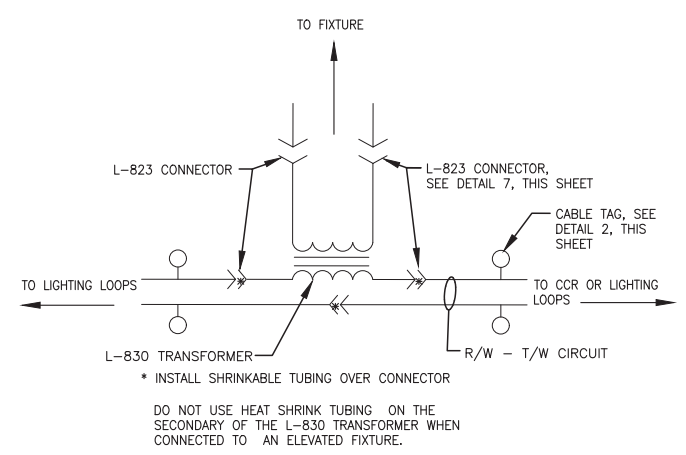 TO FIXTURE
L-823 CONNECTOR
L-823 CONNECTOR,
SEE DETAIL 7, THIS SHEET
CABLE TAG, SEE
DETAIL 2, THIS
SHEET
TO LIGHTING LOOPS
TO CCR OR LIGHTING
LOOPS
L-830 TRANSFORMER
R/W - T/W CIRCUIT
* INSTALL SHRINKABLE TUBING OVER CONNECTOR
DO NOT USE HEAT SHRINK TUBING ON THE
SECONDARY OF THE L-830 TRANSFORMER WHEN
CONNECTED TO AN ELEVATED FIXTURE.